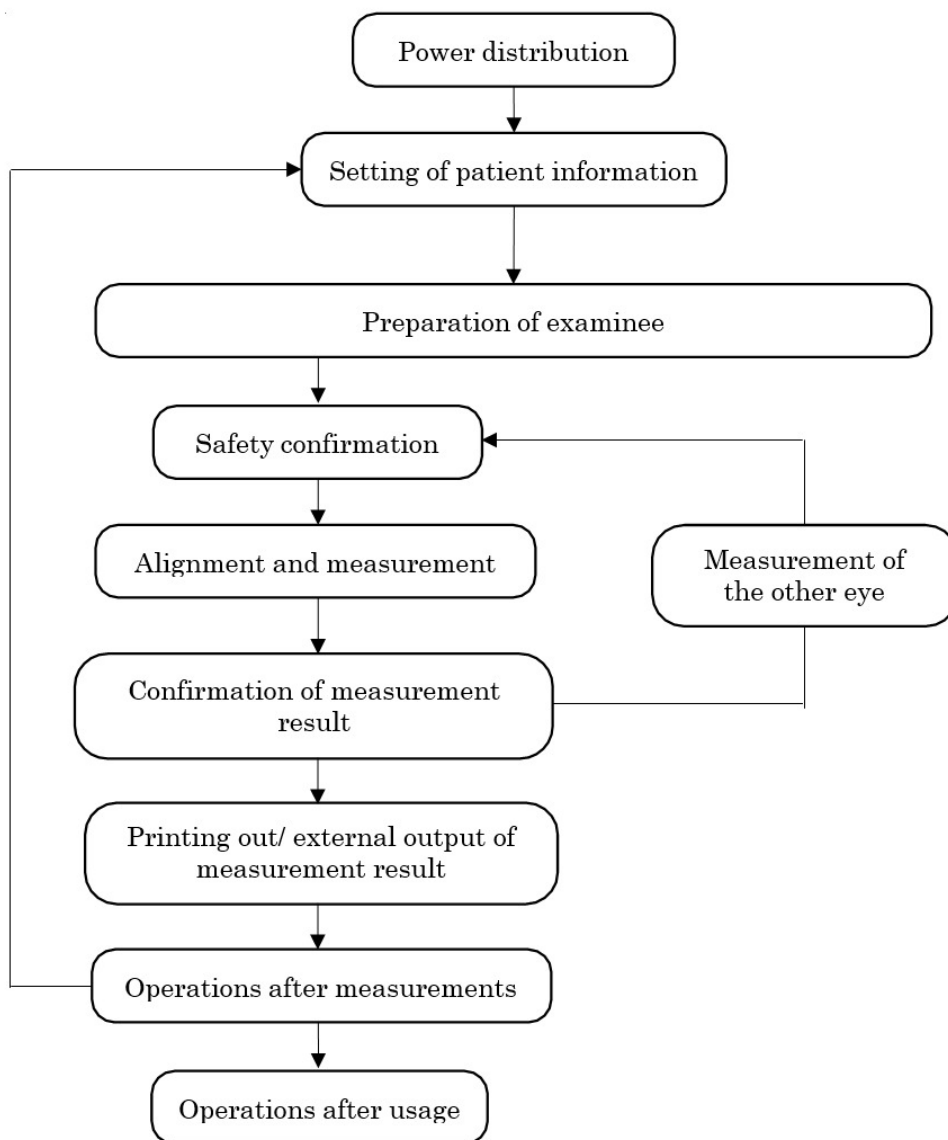 Power distribution
Setting of patient information
Preparation of examinee
Safety confirmation
Alignment and measurement
Measurement of
the other eye
Confirmation of measurement
result
Printing out/ external output of
measurement result
Operations after measurements
Operations after usage